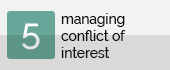 5
managing
conflict of
interest